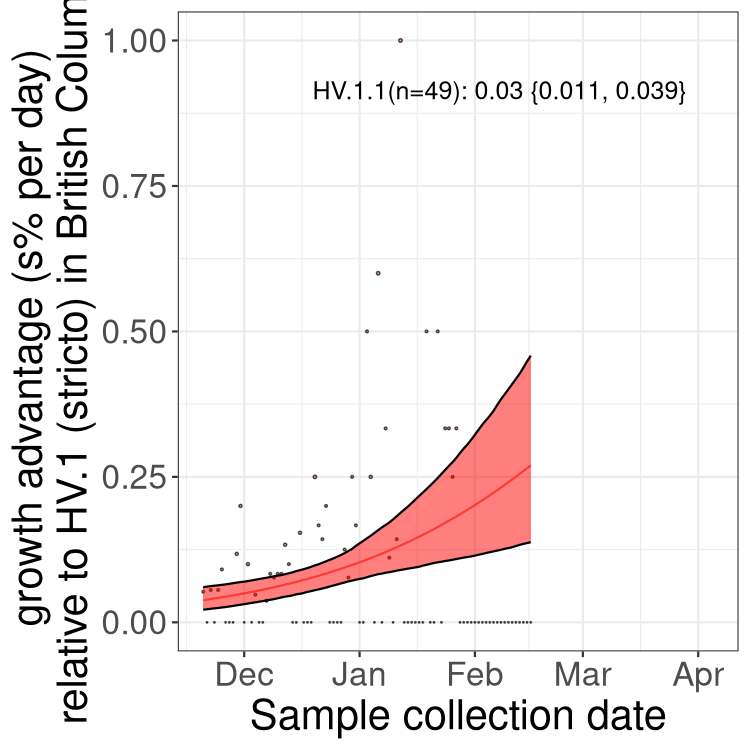 growth advantage (s% per day)
relative to HV.1 (stricto) in British Colum
1.00
0.75
0.50
0.25
0.00
HV.1.1(n=49): 0.03 {0.011, 0.039}
Dec Jan Feb Mar Apr
Sample collection date